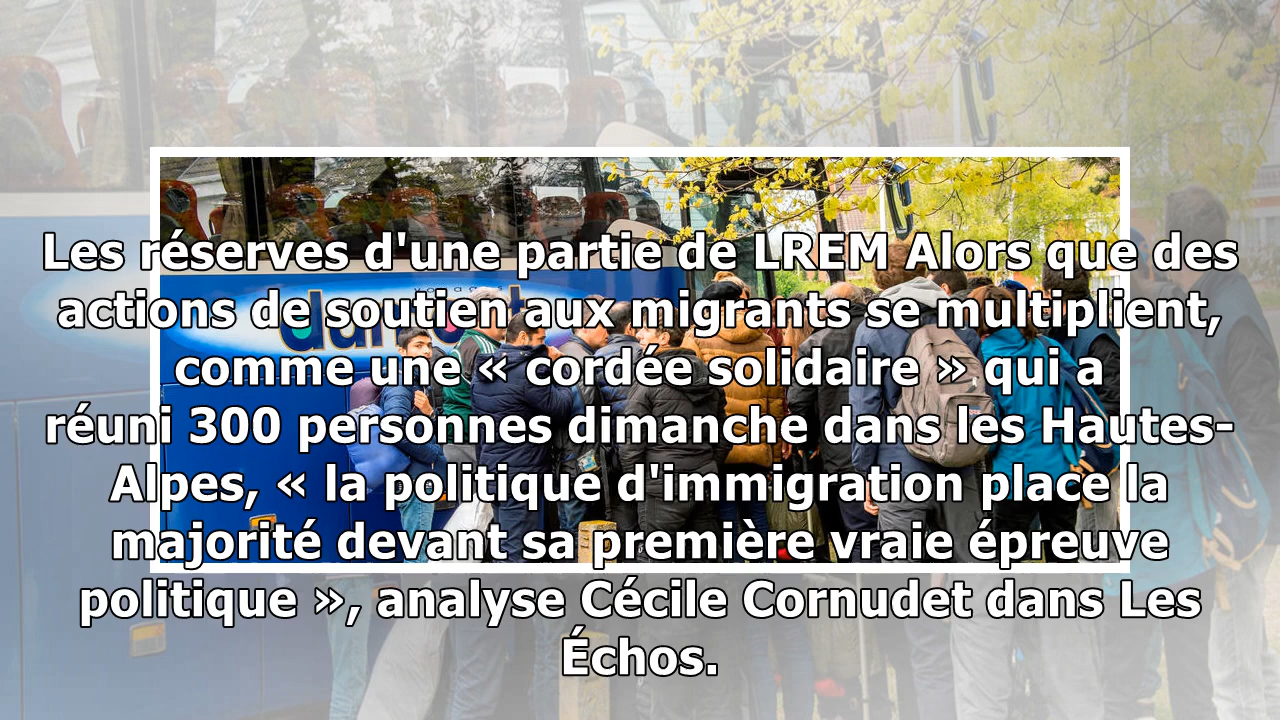 Les réserves d'une partie de LREM Alors que des
actions de soutien aux migrants se multiplient,
comme une « cordée solidaire » qui a
réuni 300 personnes dimanche dans les Hautes-
Alpes, « la politique d'immigration place la
majorité devant sa première vraie épreuve
politique », analyse Cécile Cornudet dans Les
Échos.